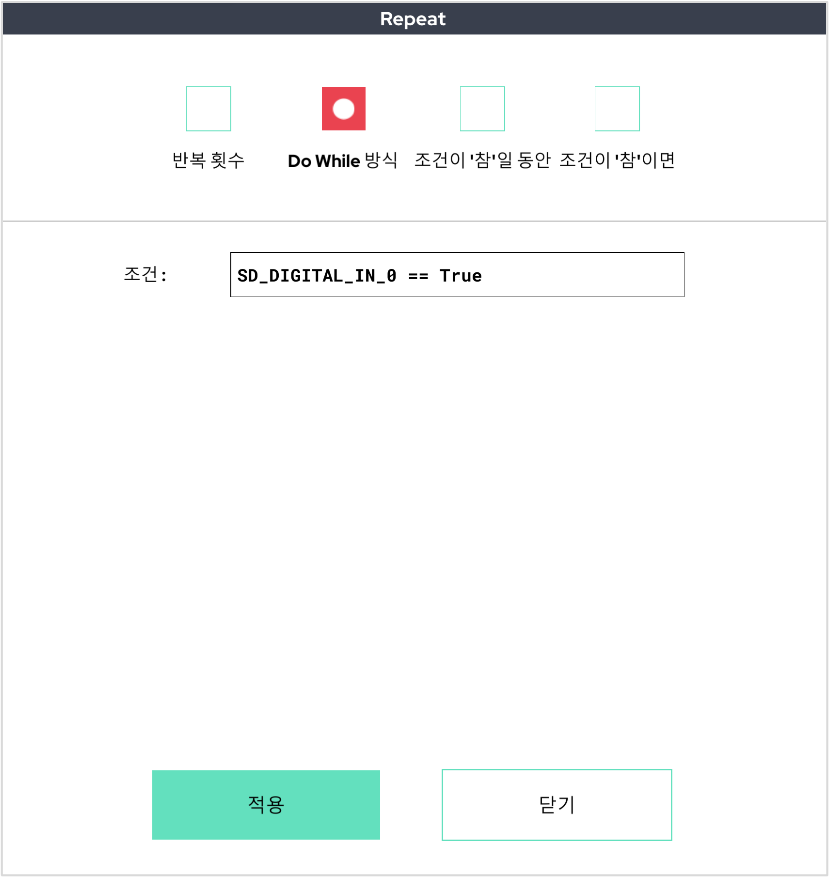 Repeat
반복 횟수
Do While 방식
조건이 '참'일 동안
조건이 '참'이면
조건:
SD_DIGITAL_IN_0 == True
적용
닫기